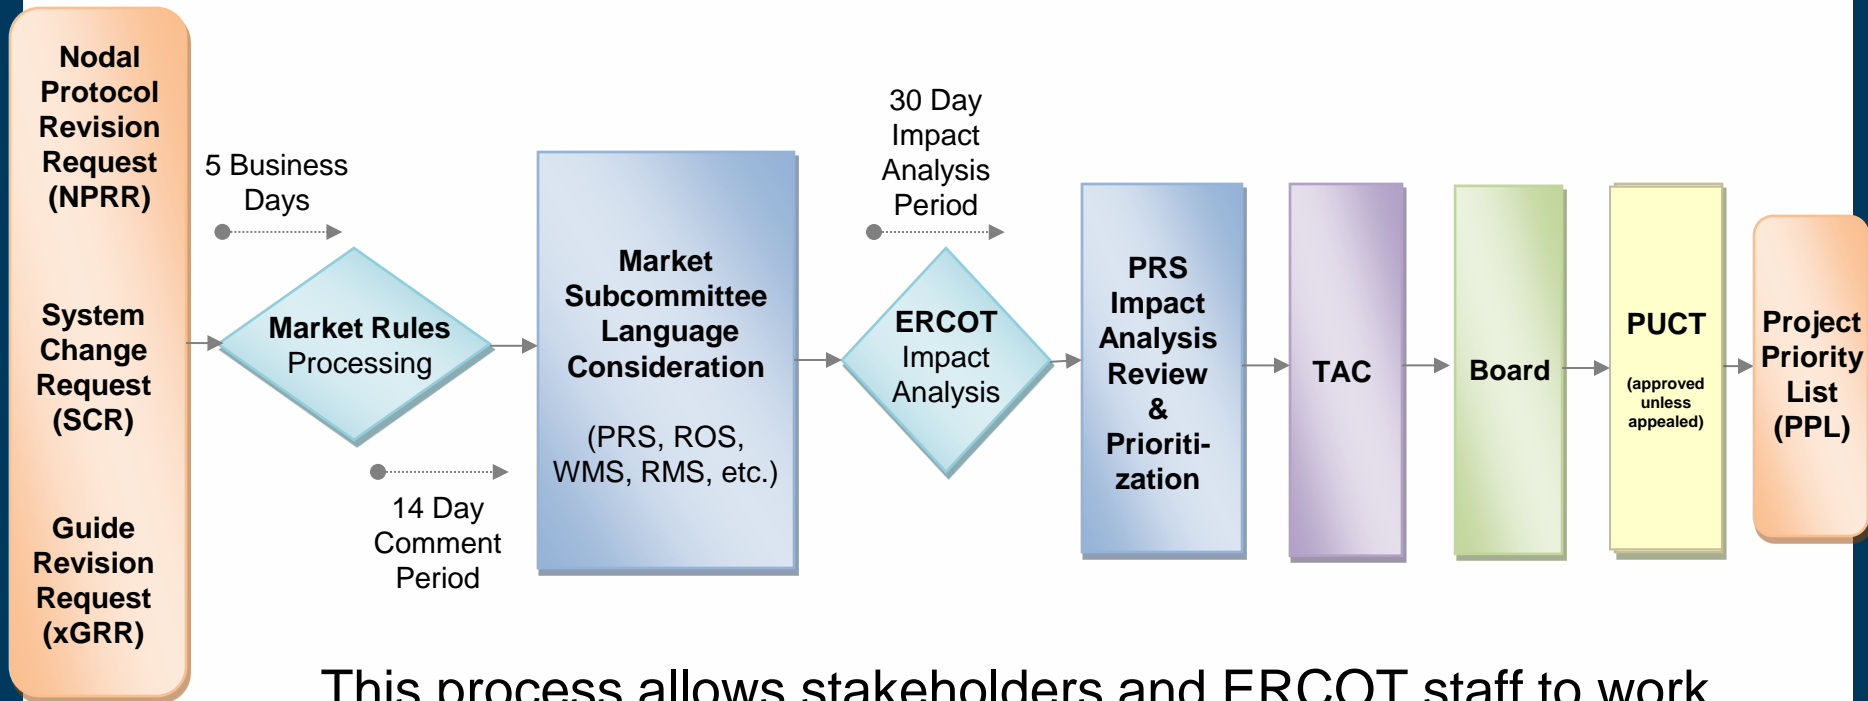 Nodal
Protocol
Revision
Request
(NPRR)
System
Change
Request
(SCR)
Guide
Revision
Request
(xGRR)
5 Business
Days
Market Rules
Processing
14 Day
Comment
Period
Market
Subcommittee
Language
Consideration
(PRS, ROS,
WMS, RMS, etc.)
30 Day
Impact
Analysis
Period
ERCOT
Impact
Analysis
PRS
Impact
Analysis
Review
&
Prioriti-
zation
TAC
Board
PUCT
(approved
unless
appealed)
Project
Priority
List
(PPL)
This process allows stakeholders and ERCOT staff to work